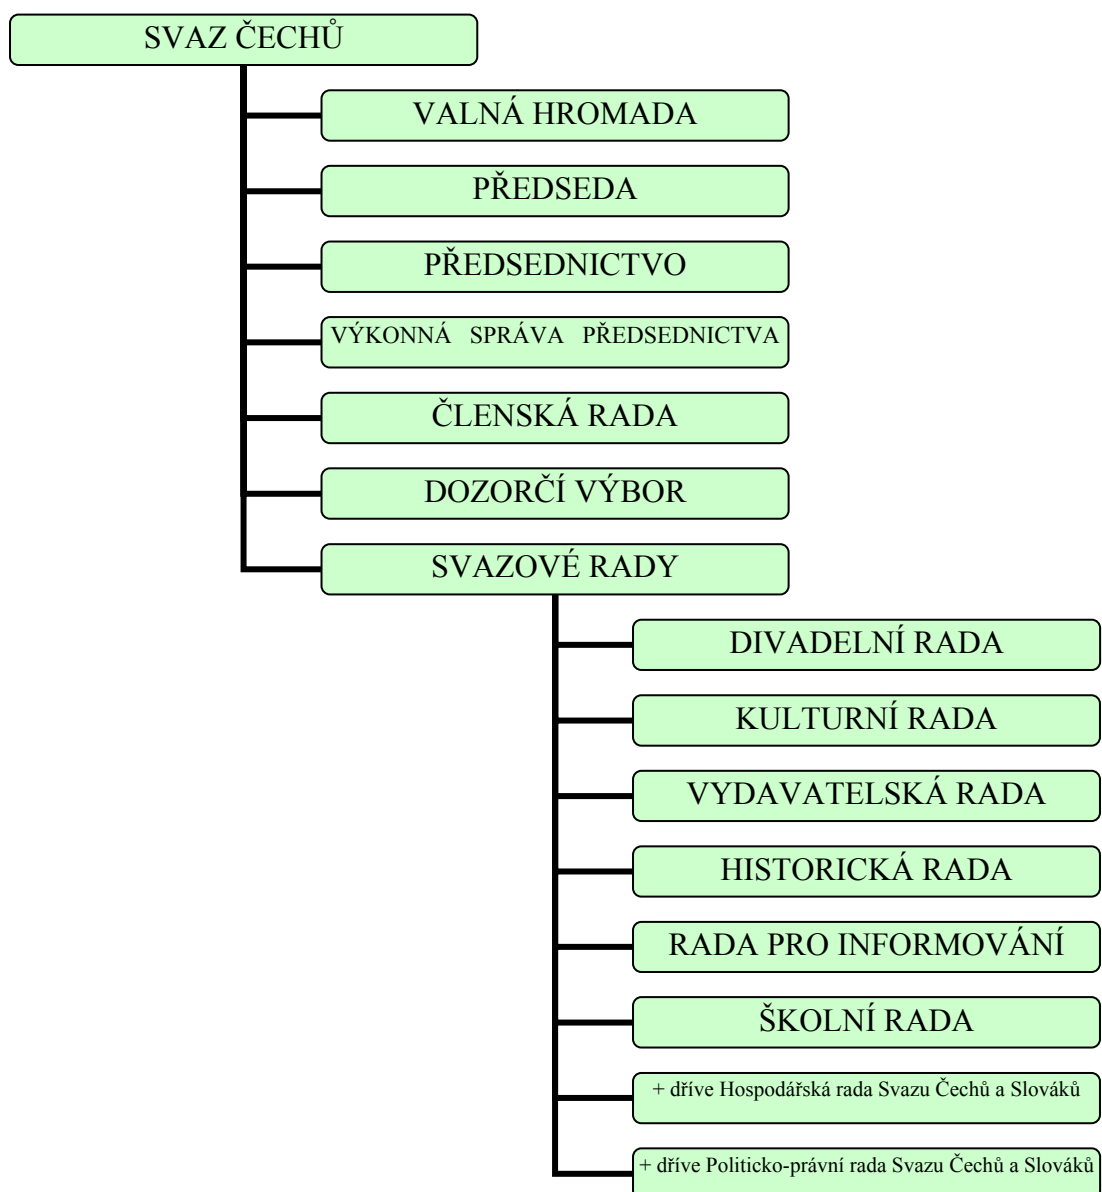 SVAZ ČECHŮ
VALNÁ HROMADA
PŘEDSEDA
PŘEDSEDNICTVO
VÝKONNÁ SPRÁVA PŘEDSEDNICTVA
ČLENSKÁ RADA
DOZORČÍ VÝBOR
SVAZOVÉ RADY
DIVADELNÍ RADA
KULTURNÍ RADA
VYDAVATELSKÁ RADA
HISTORICKÁ RADA
RADA PRO INFORMOVÁNÍ
ŠKOLNÍ RADA
+ dříve Hospodářská rada Svazu Čechů a Slováků
+ dříve Politicko-právní rada Svazu Čechů a Slováků